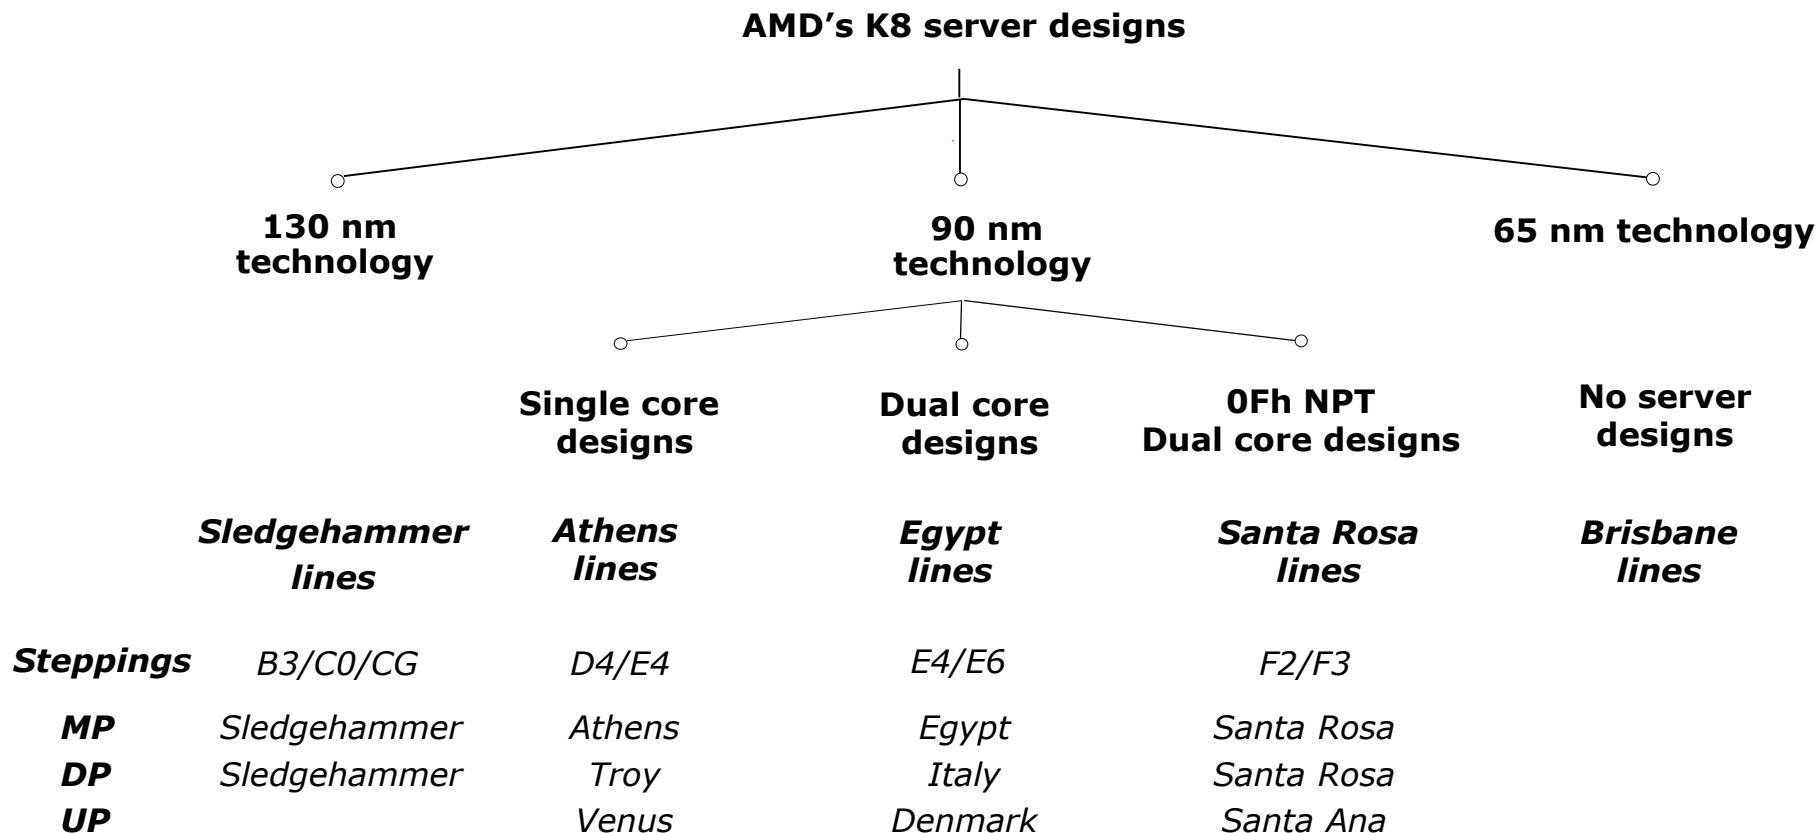 AMD’s K8 server designs
130 nm
technology
90 nm
technology
65 nm technology
Single core
designs
Dual core
designs
0Fh NPT
Dual core designs
No server
designs
Sledgehammer
lines
Athens
lines
Egypt
lines
Santa Rosa
lines
Brisbane
lines
Steppings B3/C0/CG D4/E4 E4/E6 F2/F3
MP Sledgehammer Athens Egypt Santa Rosa
DP Sledgehammer Troy Italy Santa Rosa
UP Venus Denmark Santa Ana